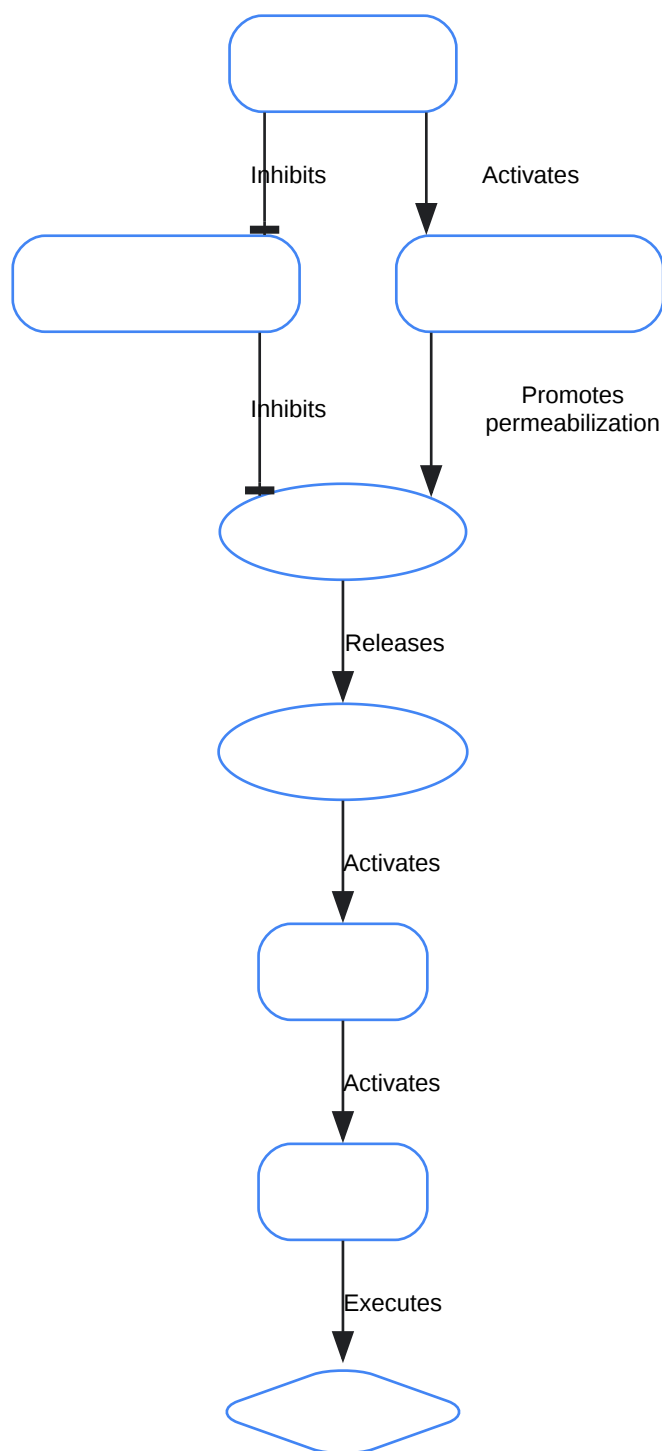 Inhibits
Activates
Inhibits
Promotes
permeabilization
Releases
Activates
Activates
Executes